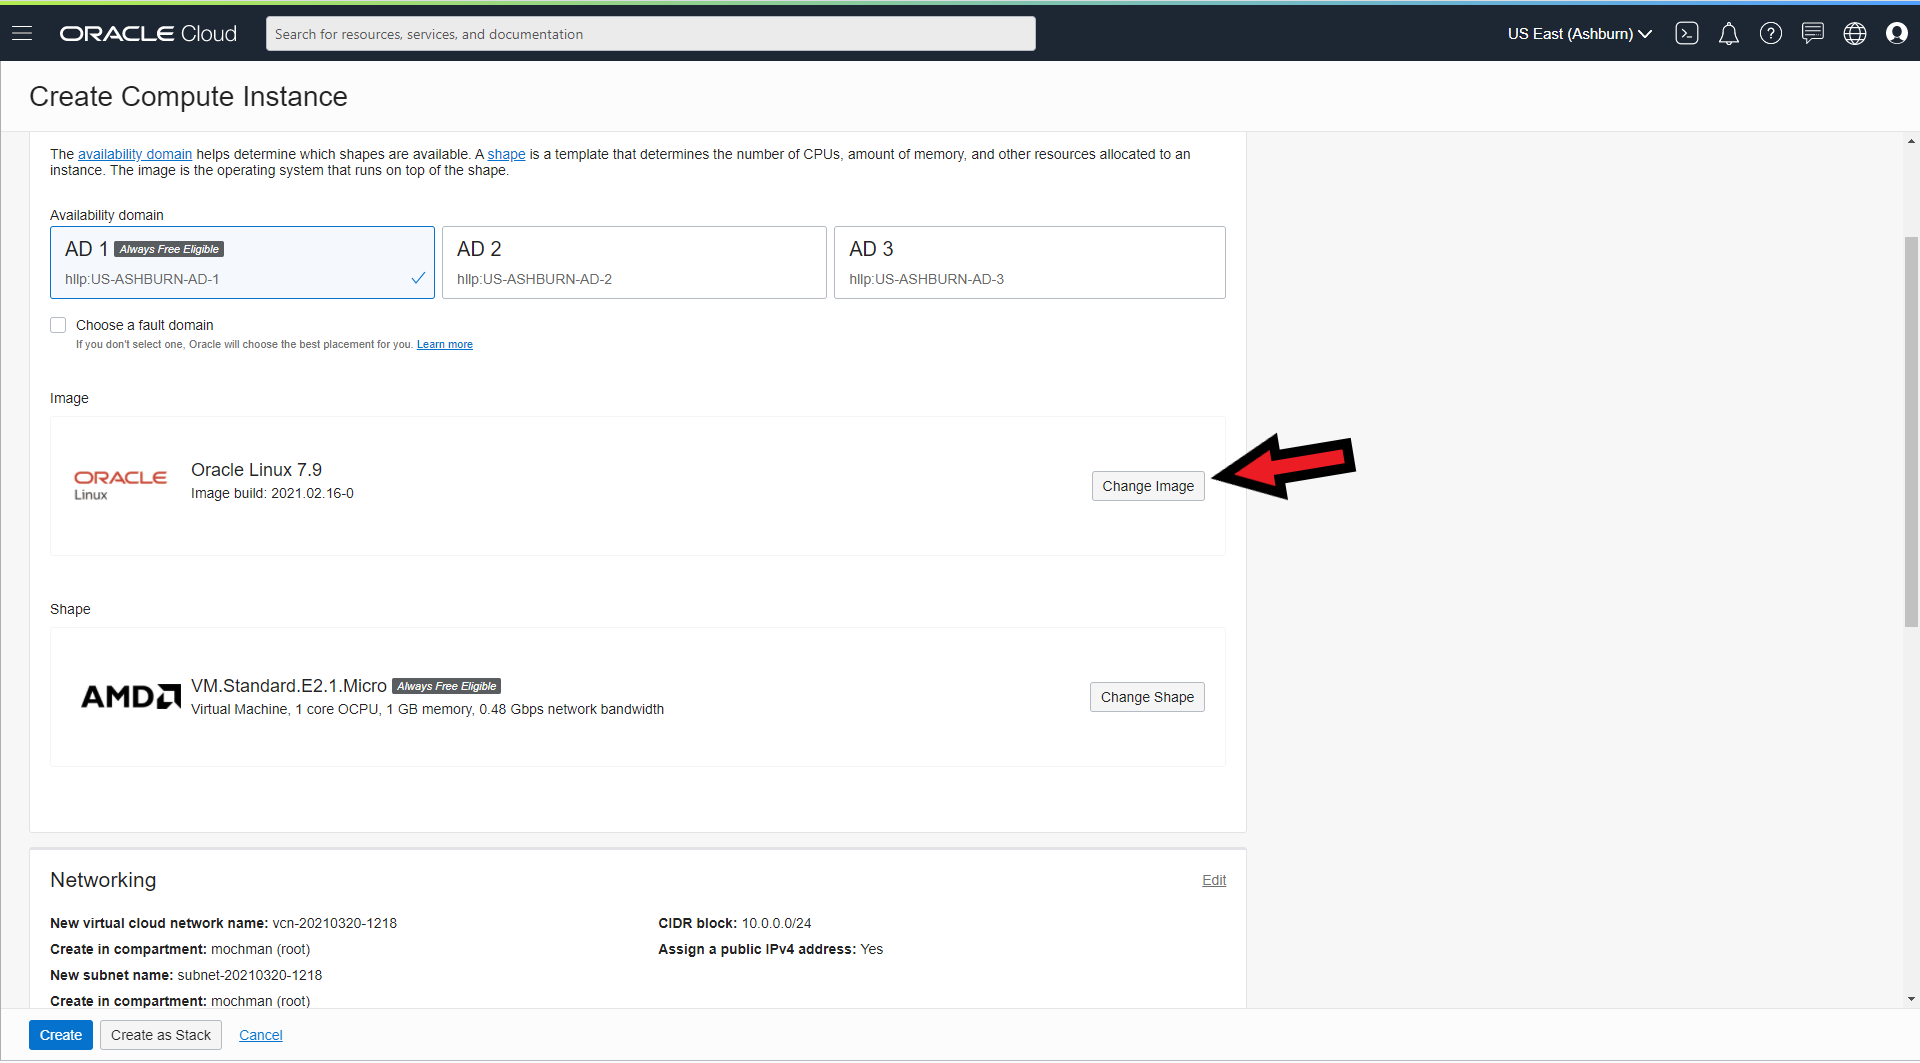 ORACLE Cloud
Search for resources, services, and documentation
US East (Ashburn)
Create Compute Instance
The availability domain helps determine which shapes are available. A shape is a template that determines the number of CPUs, amount of memory, and other resources allocated to an
instance. The image is the operating system that runs on top of the shape.
Availability domain
AD 1 Always Free Eligible
hllp:US-ASHBURN-AD-1
AD 2
hllp:US-ASHBURN-AD-2
AD 3
hllp:US-ASHBURN-AD-3
Choose a fault domain
If you don't select one, Oracle will choose the best placement for you. Learn more
Image
ORACLE
Linux
Oracle Linux 7.9
Image build: 2021.02.16-0
Change Image
Shape
AMD
VM.Standard.E2.1.Micro Always Free Eligible
Virtual Machine, 1 core OCPU, 1 GB memory, 0.48 Gbps network bandwidth
Change Shape
Networking
Edit
New virtual cloud network name: vcn-20210320-1218
Create in compartment: mochman (root)
New subnet name: subnet-20210320-1218
Create in compartment: mochman (root)
CIDR block: 10.0.0.0/24
Assign a public IPv4 address: Yes
Create
Create as Stack
Cancel